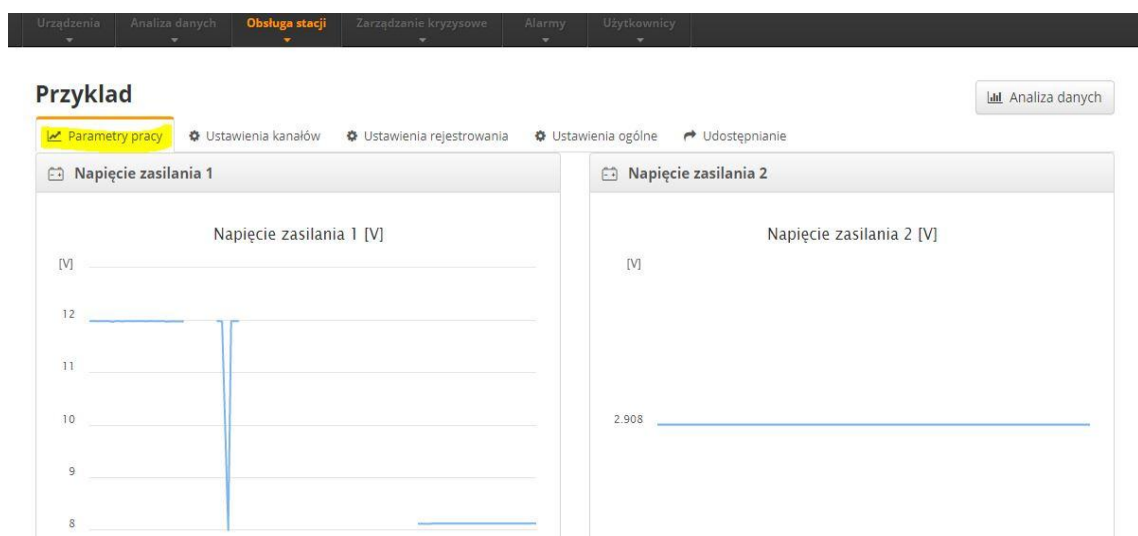 Urządzenia Analiza danych Obsługa stacji Zarządzanie kryzysowe Alarmy Użytkownicy
Przyklad
Analiza danych
Parametry pracy Ustawienia kanałów Ustawienia rejestrowania Ustawienia ogólne Udostępnianie
Napięcie zasilania 1
Napięcie zasilania 1 [V]
[V]
12
11
10
9
8
Napięcie zasilania 2
Napięcie zasilania 2 [V]
[V]
2.908